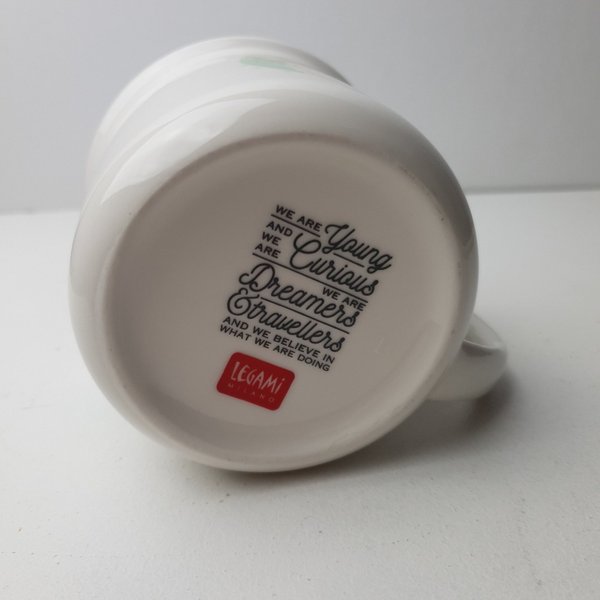 WE ARE Young
AND WE ARE Curious
WE ARE
Dreamers
& travellers
AND WE BELIEVE IN
WHAT WE ARE DOING
LEGAMI
MILANO